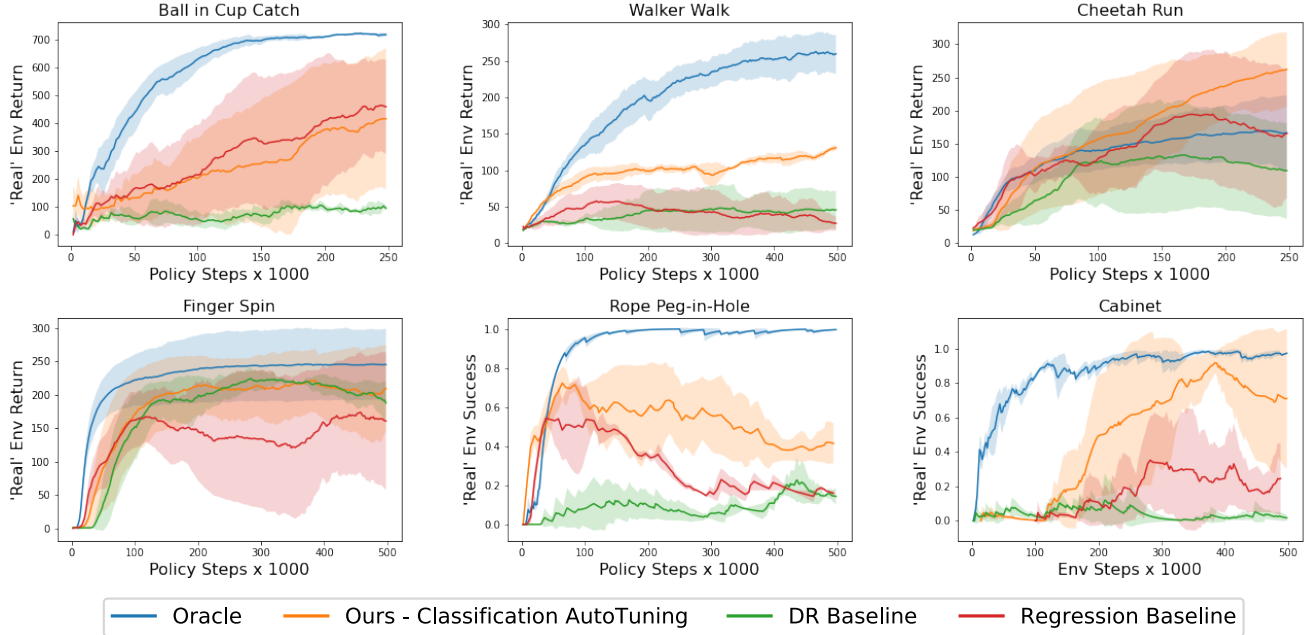 Ball in Cup Catch
Walker Walk
Cheetah Run
'Real' Env Return
700
600
500
400
300
200
100
0
0 50 100 150 200 250
Policy Steps x 1000
'Real' Env Return
300
250
200
150
100
50
0
0 100 200 300 400 500
Policy Steps x 1000
'Real' Env Return
300
250
200
150
100
50
0
0 50 100 150 200 250
Policy Steps x 1000
Finger Spin
Rope Peg-in-Hole
Cabinet
'Real' Env Return
300
250
200
150
100
50
0
0 100 200 300 400 500
Policy Steps x 1000
'Real' Env Success
1.0
0.8
0.6
0.4
0.2
0.0
0 100 200 300 400 500
Policy Steps x 1000
'Real' Env Success
1.0
0.8
0.6
0.4
0.2
0.0
0 100 200 300 400 500
Env Steps x 1000
Oracle
Ours - Classification AutoTuning
DR Baseline
Regression Baseline